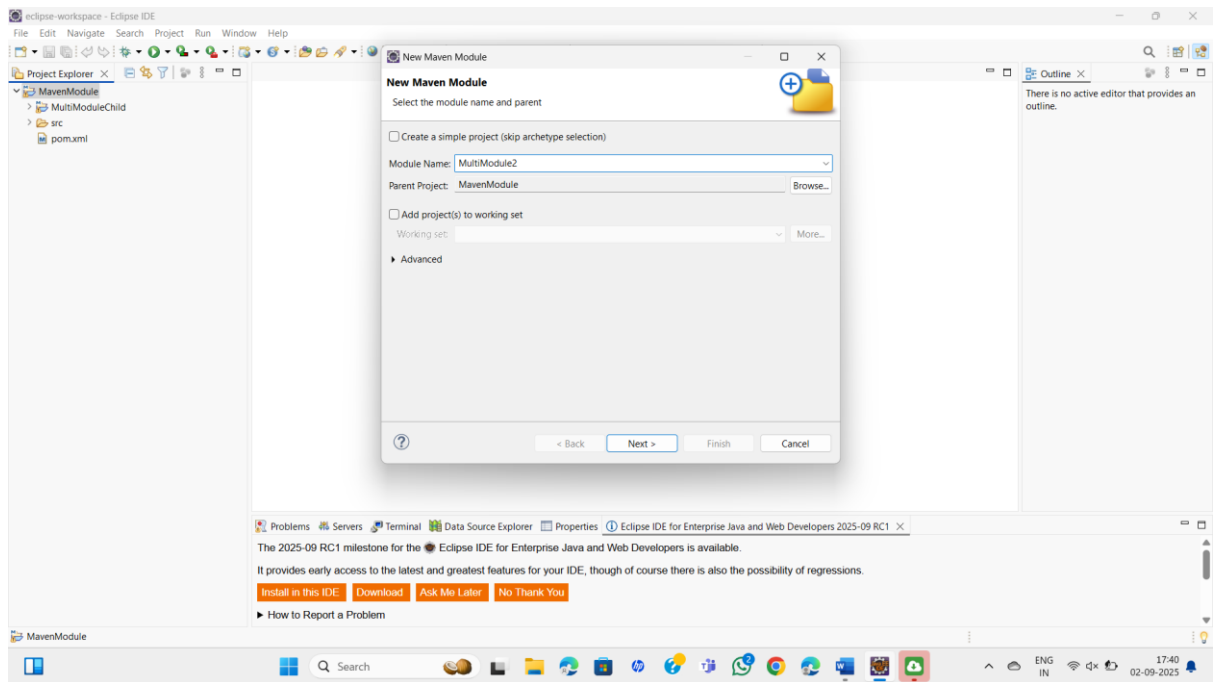 eclipse-workspace - Eclipse IDE
File Edit Navigate Search Project Run Window Help
Project Explorer
MavenModule
MultiModuleChild
src
pom.xml
New Maven Module
New Maven Module
Select the module name and parent
Create a simple project (skip archetype selection)
Module Name: MultiModule2
Parent Project: MavenModule Browse...
Add project(s) to working set
Working set: More...
Advanced
? < Back Next > Finish Cancel
Outline
There is no active editor that provides an
outline.
Problems Servers Terminal Data Source Explorer Properties Eclipse IDE for Enterprise Java and Web Developers 2025-09 RC1
The 2025-09 RC1 milestone for the Eclipse IDE for Enterprise Java and Web Developers is available.
It provides early access to the latest and greatest features for your IDE, though of course there is also the possibility of regressions.
Install in this IDE Download Ask Me Later No Thank You
How to Report a Problem
MavenModule
Search
2
ENG
IN
17:40
02-09-2025